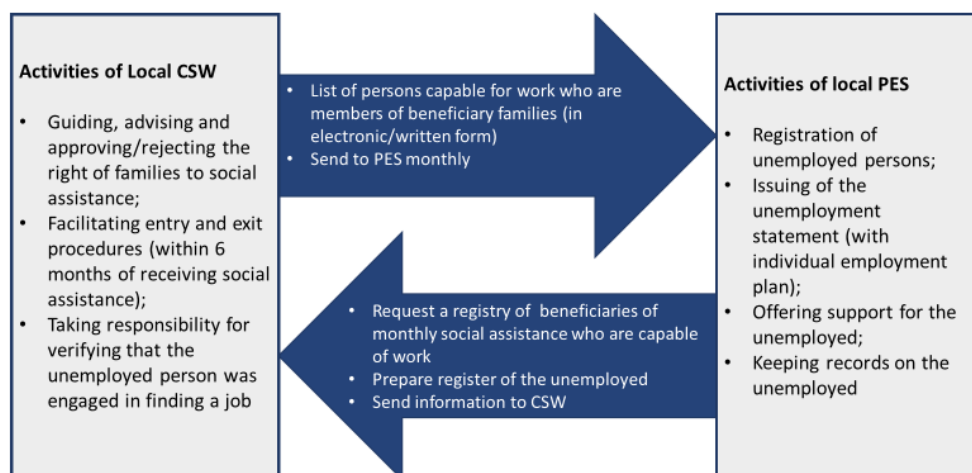 Activities of Local CSW
• Guiding, advising and
approving/rejecting the
right of families to social
assistance;
• Facilitating entry and exit
procedures (within 6
months of receiving social
assistance);
• Taking responsibility for
verifying that the
unemployed person was
engaged in finding a job
• List of persons capable for work who are
members of beneficiary families (in
electronic/written form)
• Send to PES monthly
• Request a registry of beneficiaries of
monthly social assistance who are capable
of work
• Prepare register of the unemployed
• Send information to CSW
Activities of local PES
• Registration of
unemployed persons;
• Issuing of the
unemployment
statement (with
individual employment
plan);
• Offering support for the
unemployed;
• Keeping records on the
unemployed